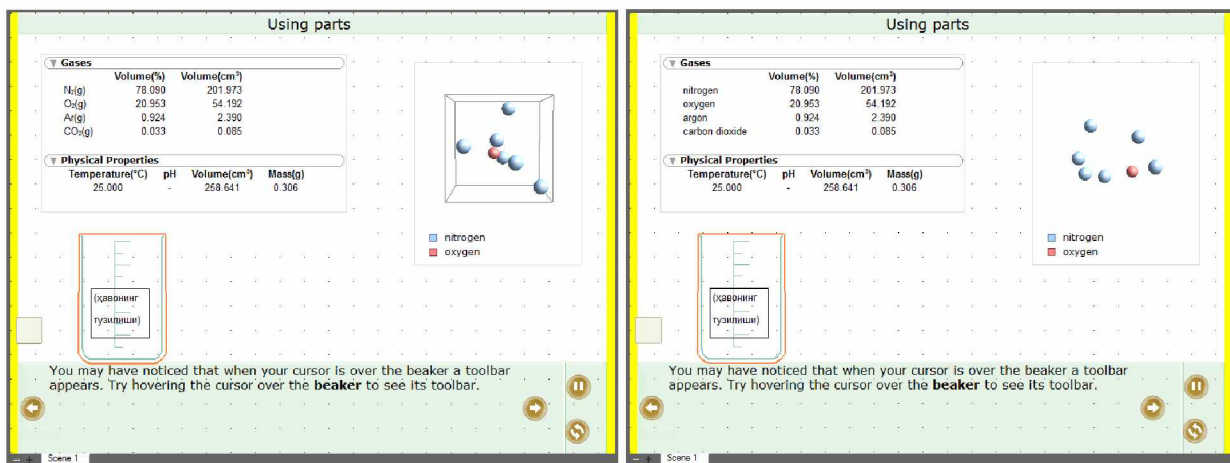 Using parts
Gases
Volume(%) Volume(cm³)
N₂(g) 78.090 201.973
O₂(g) 20.953 54.192
Ar(g) 0.924 2.390
CO₂(g) 0.033 0.085
Physical Properties
Temperature(°C) pH Volume(cm³) Mass(g)
25.000 - 258.641 0.306
nitrogen
oxygen
(ҳавонинг
тузилиши)
You may have noticed that when your cursor is over the beaker a toolbar
appears. Try hovering the cursor over the beaker to see its toolbar.
Scene 1
Using parts
Gases
Volume(%) Volume(cm³)
nitrogen 78.090 201.973
oxygen 20.953 54.192
argon 0.924 2.390
carbon dioxide 0.033 0.085
Physical Properties
Temperature(°C) pH Volume(cm³) Mass(g)
25.000 - 258.641 0.306
nitrogen
oxygen
(ҳавонинг
тузилиши)
You may have noticed that when your cursor is over the beaker a toolbar
appears. Try hovering the cursor over the beaker to see its toolbar.
Scene 1